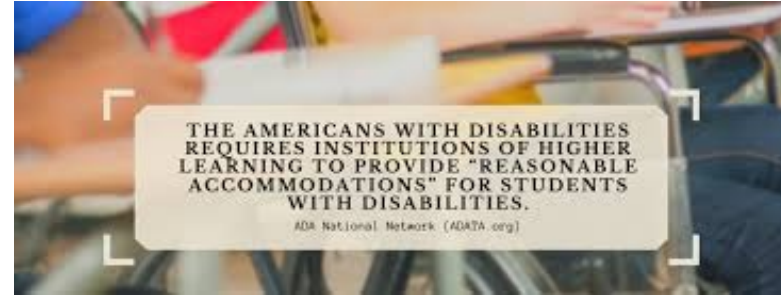 THE AMERICANS WITH DISABILITIES
REQUIRES INSTITUTIONS OF HIGHER
LEARNING TO PROVIDE “REASONABLE
ACCOMMODATIONS” FOR STUDENTS
WITH DISABILITIES.
ADA National Network (ADATA.org)